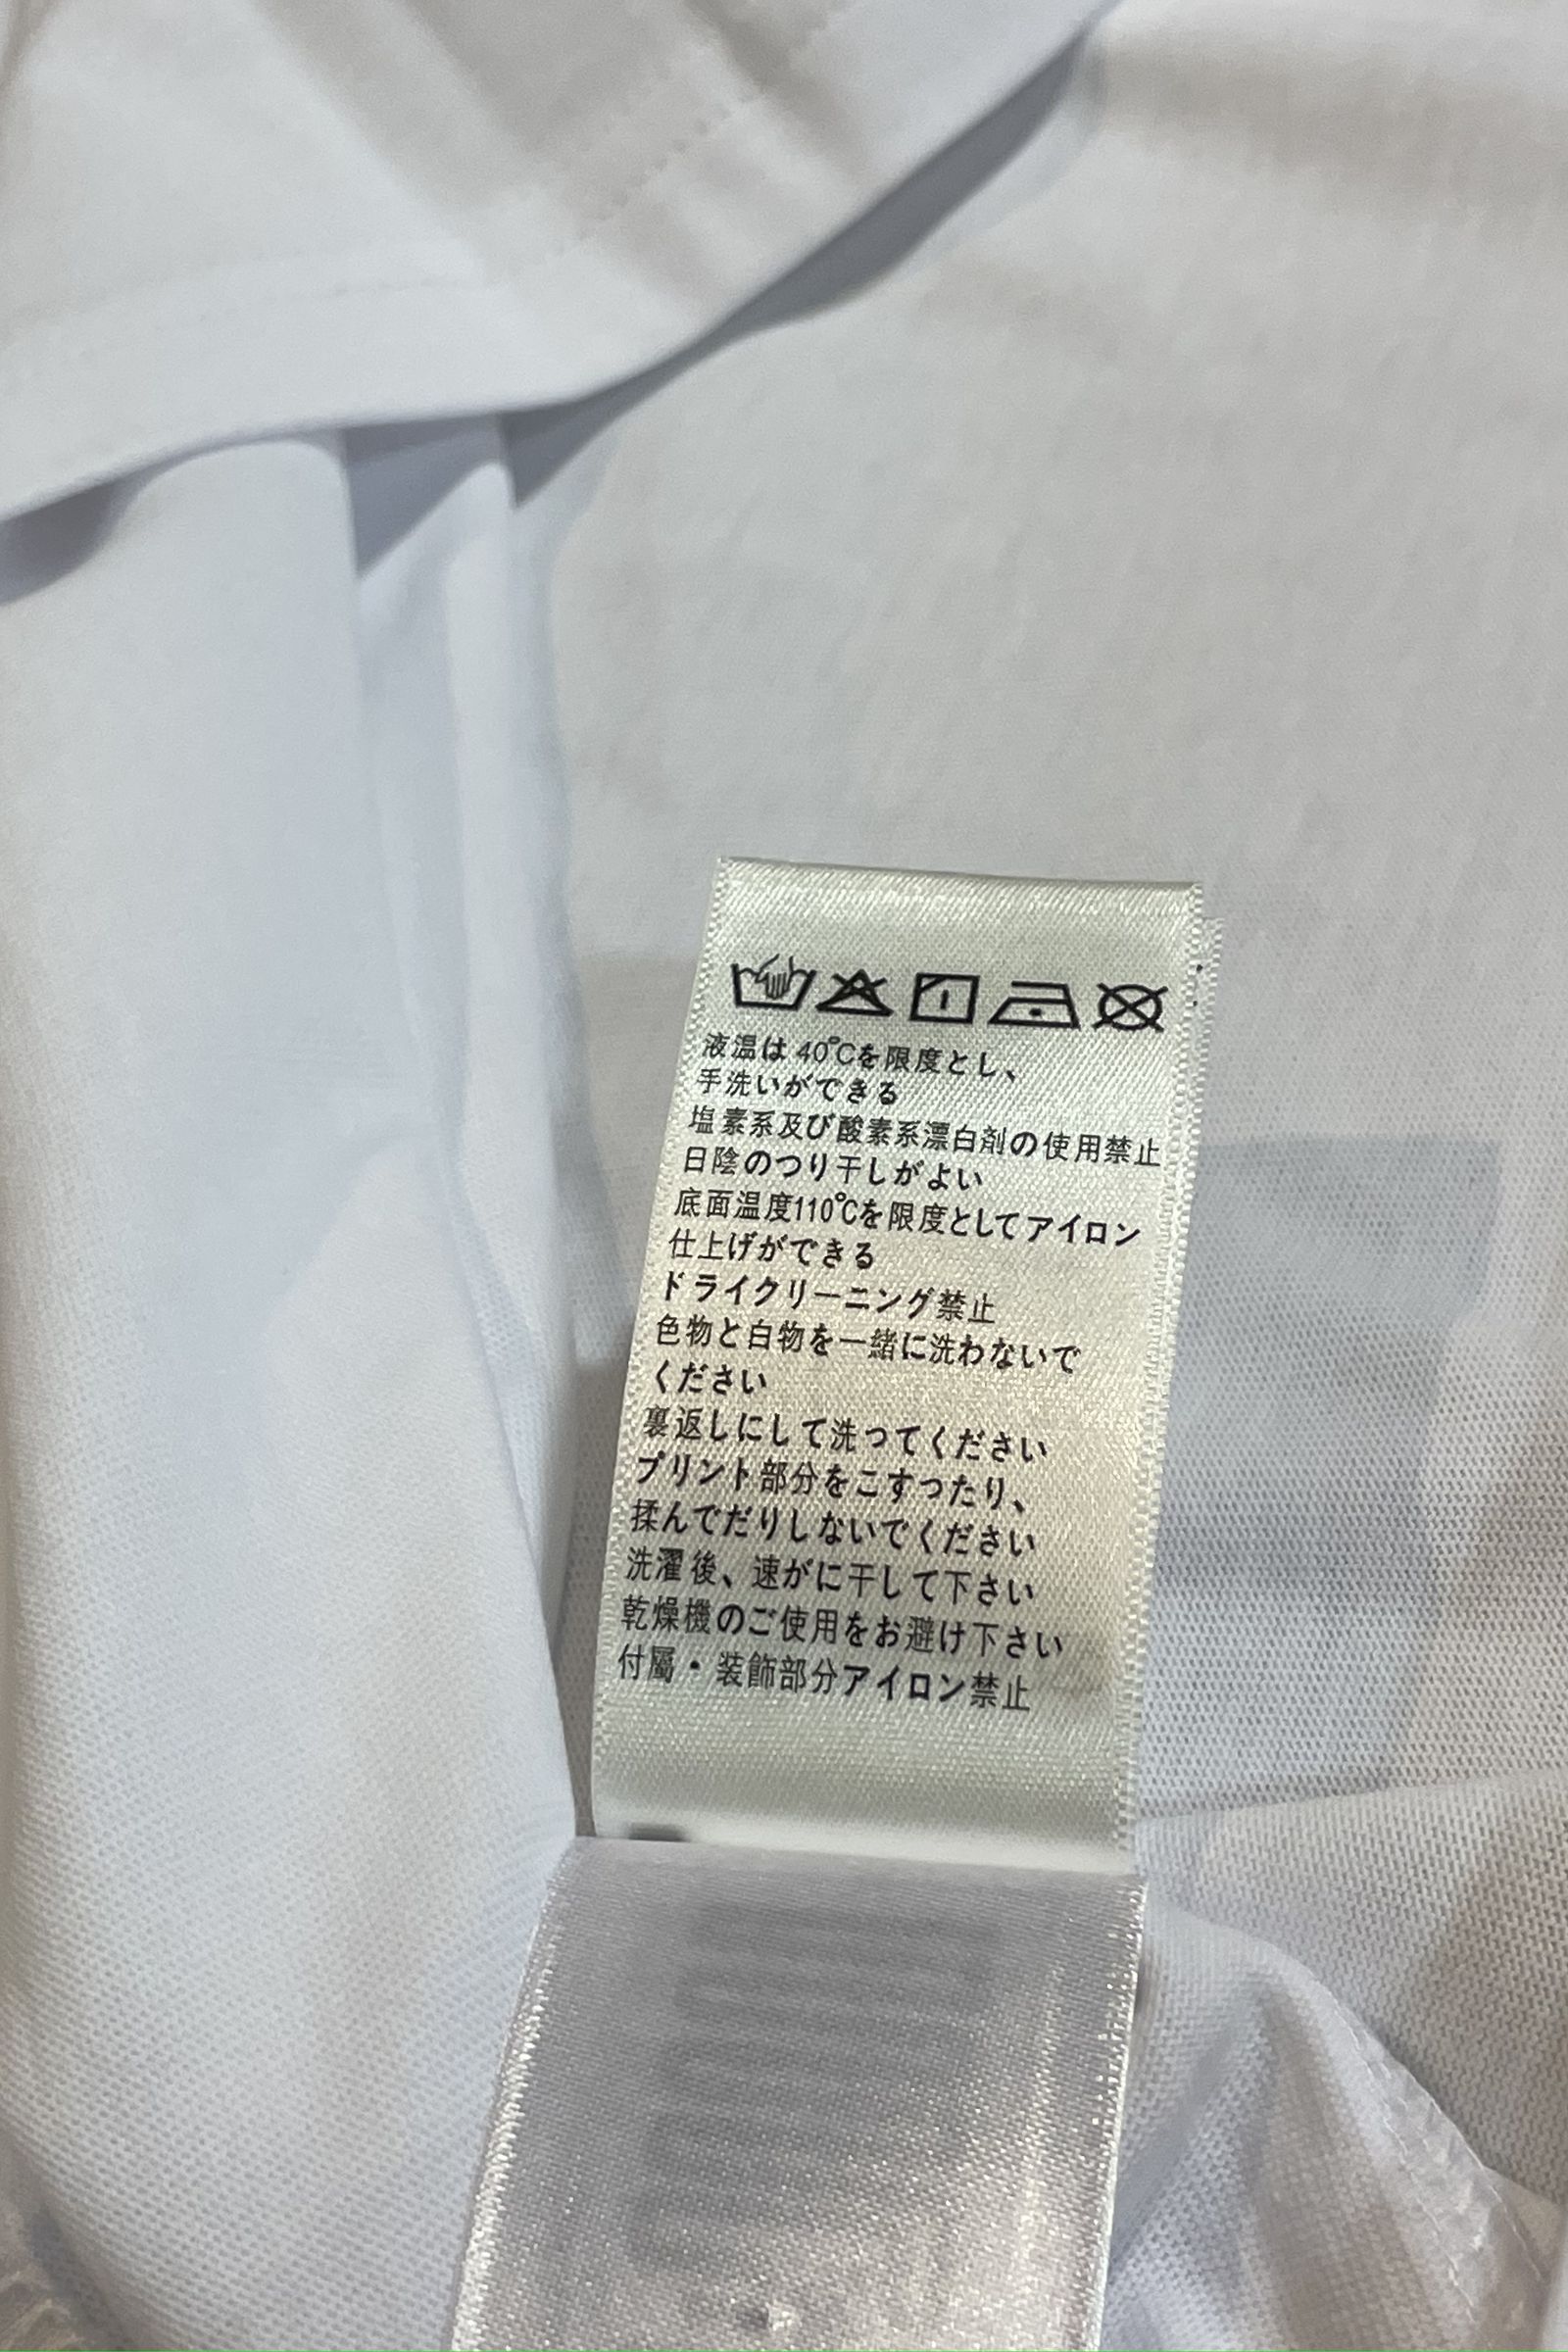 液温は40℃を限度とし、
手洗いができる
塩素系及び酸素系漂白剤の使用禁止
日陰のつり干しがよい
底面温度110℃を限度としてアイロン
仕上げができる
ドライクリーニング禁止
色物と白物を一緒に洗わないで
ください
裏返しにして洗ってください
プリント部分をこすったり、
揉んでだりしないでください
洗濯後、速がに干して下さい
乾燥機のご使用をお避け下さい
付屬・装飾部分アイロン禁止